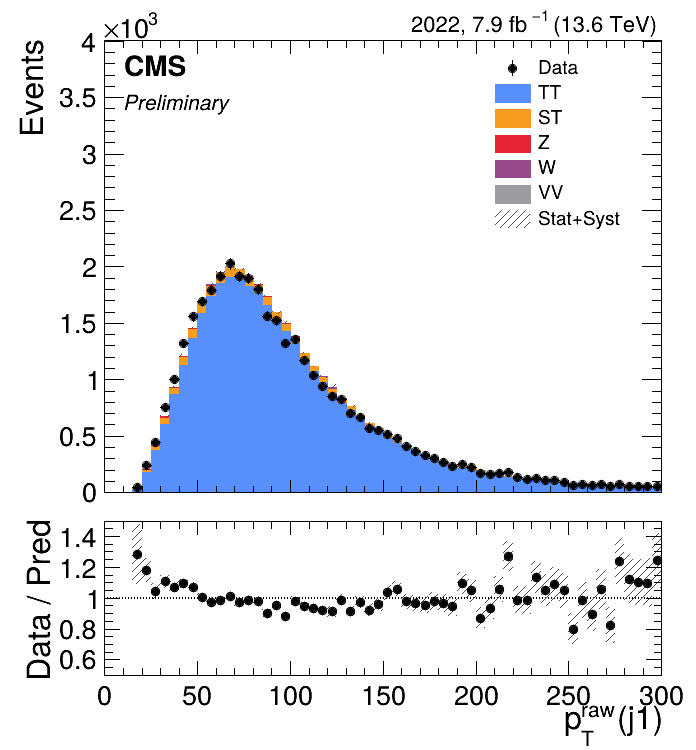 ×10³
2022, 7.9 fb⁻¹ (13.6 TeV)
Events
4
3.5
3
2.5
2
1.5
1
0.5
0
CMS
Preliminary
Data
TT
ST
Z
W
VV
Stat+Syst
Data / Pred
1.4
1.2
1
0.8
0.6
0 50 100 150 200 250 300
p_T^raw (j1)